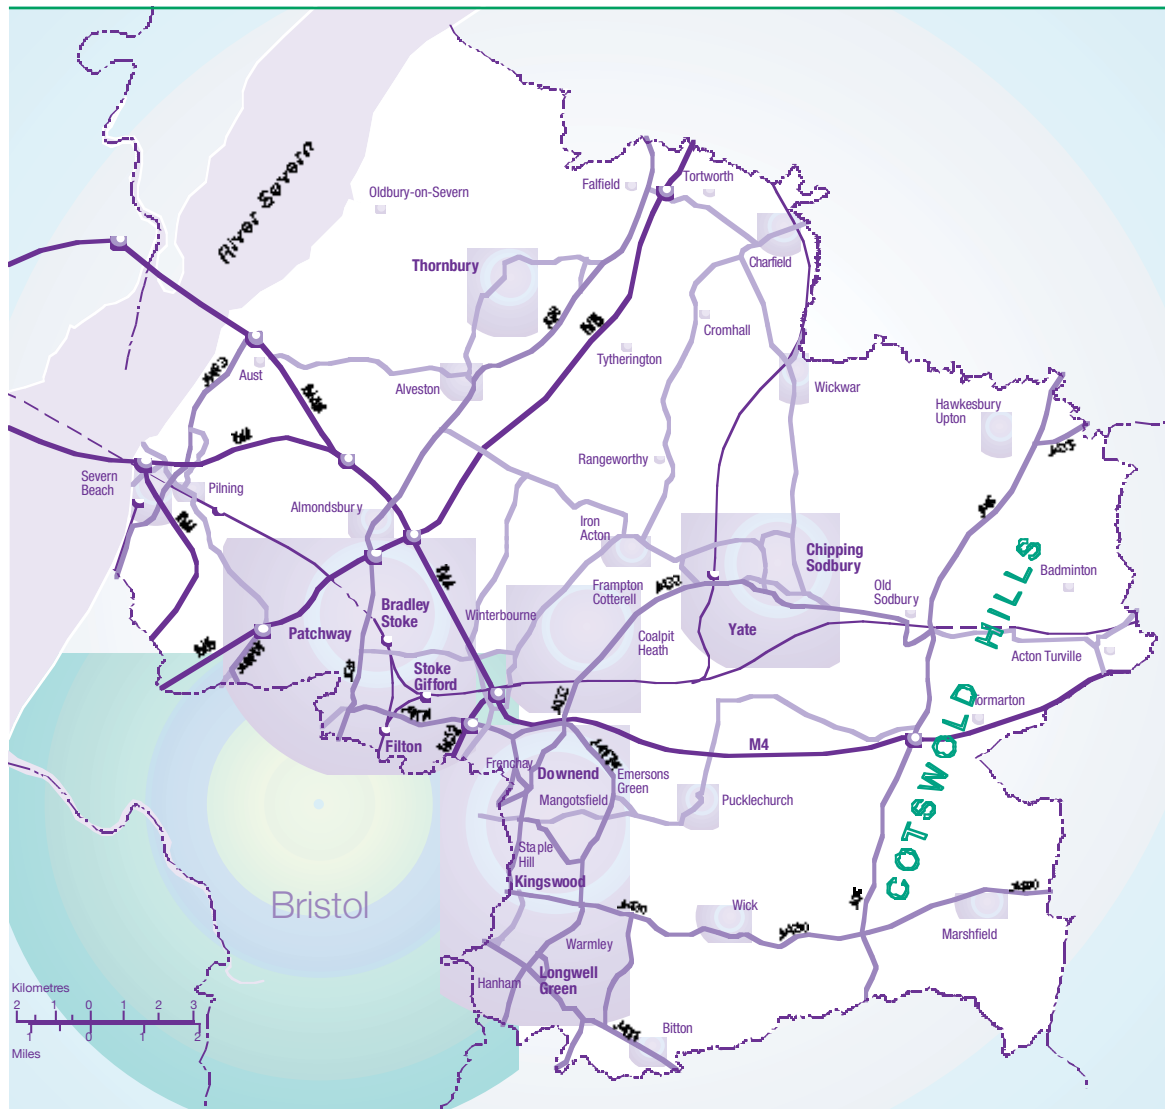 River Severn
Oldbury-on-Severn
Falfield
Tortworth
Thornbury
Charfield
Cromhall
Tytherington
Aust
Alveston
Wickwar
Hawkesbury
Upton
Severn
Beach
Pilning
Rangeworthy
Almondsbury
Iron
Acton
Chipping
Sodbury
Frampton
Cotterell
Old
Sodbury
Badminton
Bradley
Stoke
Winterbourne
Patchway
Coalpit
Heath
Yate
Acton Turville
Stoke
Gifford
COTSWOLD HILLS
Tormarton
Filton
M4
Frenchay
Downend
Emersons
Green
Mangotsfield
Pucklechurch
Staple
Hill
Kingswood
Bristol
Wick
A420
Marshfield
Warmley
Hanham
Longwell
Green
Bitton
Kilometres
2 1 0 1 2 3
1 0 1 2
Miles